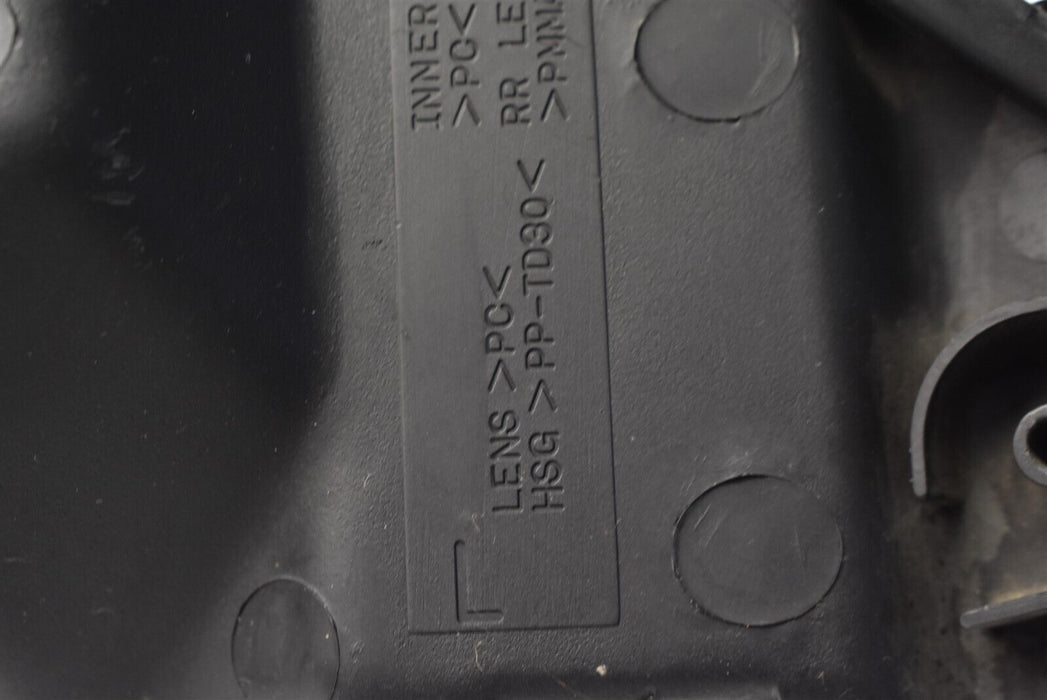 LENS >PC<
HSG >PP-TD30<
INNER
>PC<
RR LE
>PMM